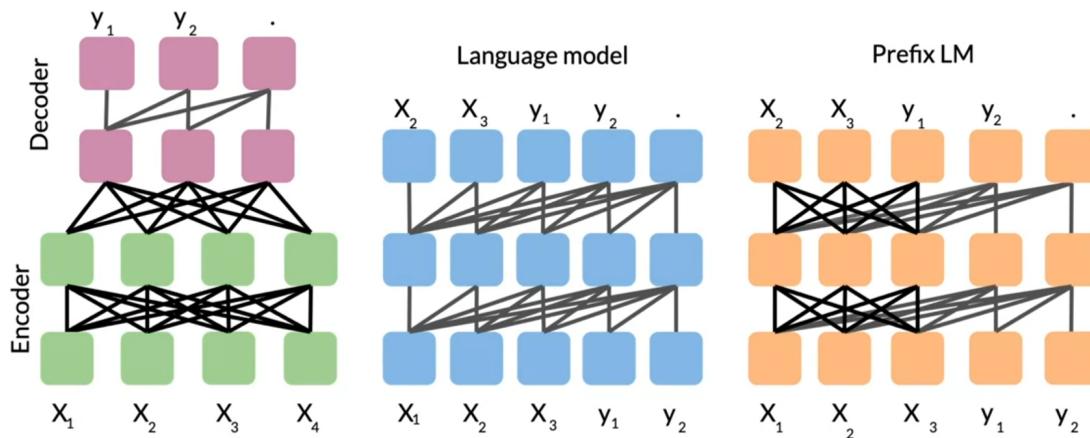 Decoder
y1 y2 .
Encoder
X1 X2 X3 X4
Language model
X2 X3 y1 y2 .
X1 X2 X3 y1 y2
Prefix LM
X2 X3 y1 y2 .
X1 X2 X3 y1 y2